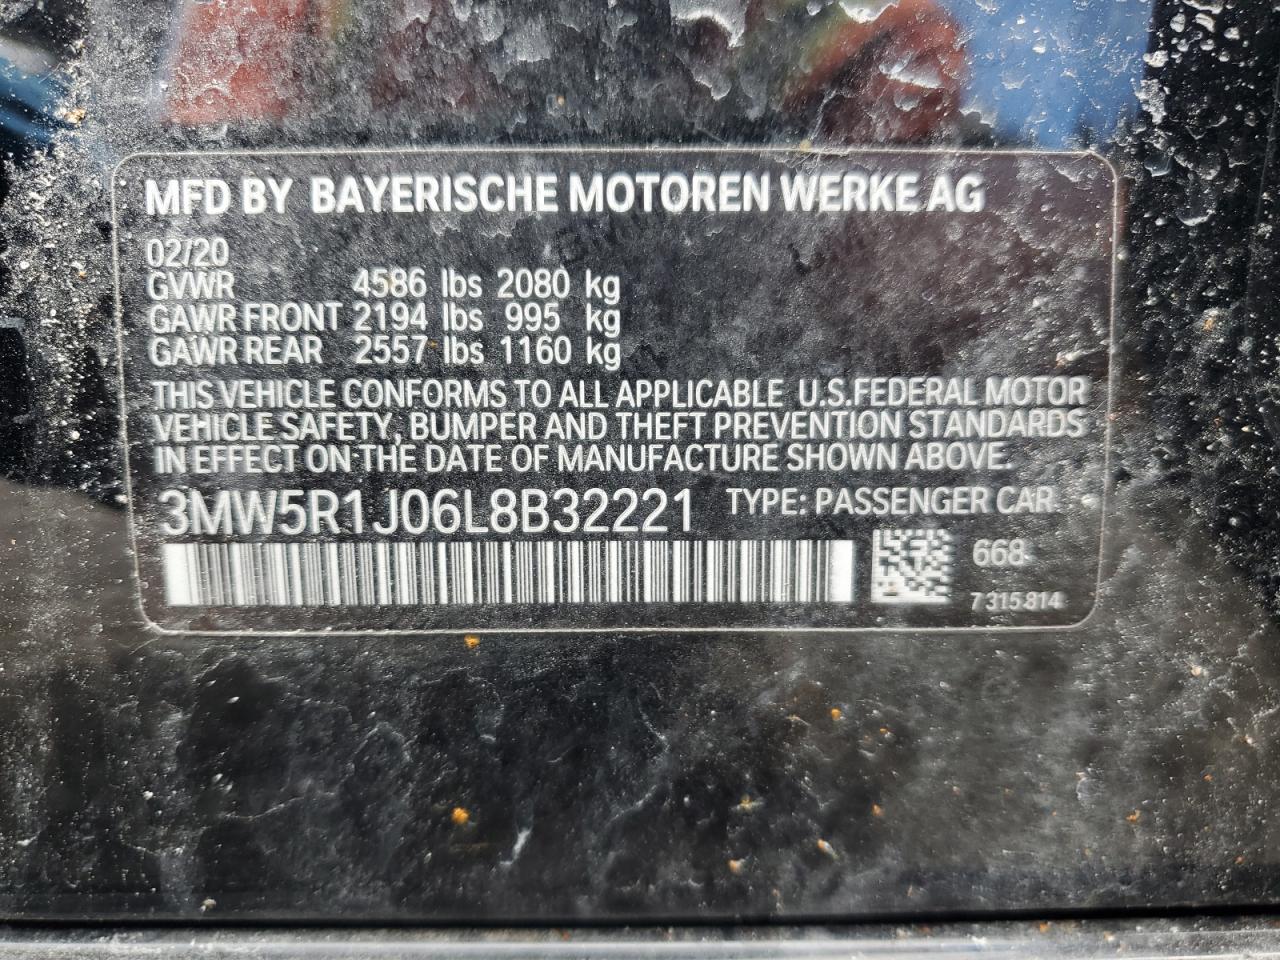 MFD BY BAYERISCHE MOTOREN WERKE AG
02/20
GVWR 4586 lbs 2080 kg
GAWR FRONT 2194 lbs 995 kg
GAWR REAR 2557 lbs 1160 kg
THIS VEHICLE CONFORMS TO ALL APPLICABLE U.S.FEDERAL MOTOR
VEHICLE SAFETY, BUMPER AND THEFT PREVENTION STANDARDS
IN EFFECT ON THE DATE OF MANUFACTURE SHOWN ABOVE.
3MW5R1J06L8B32221 TYPE: PASSENGER CAR
668
7 315 814